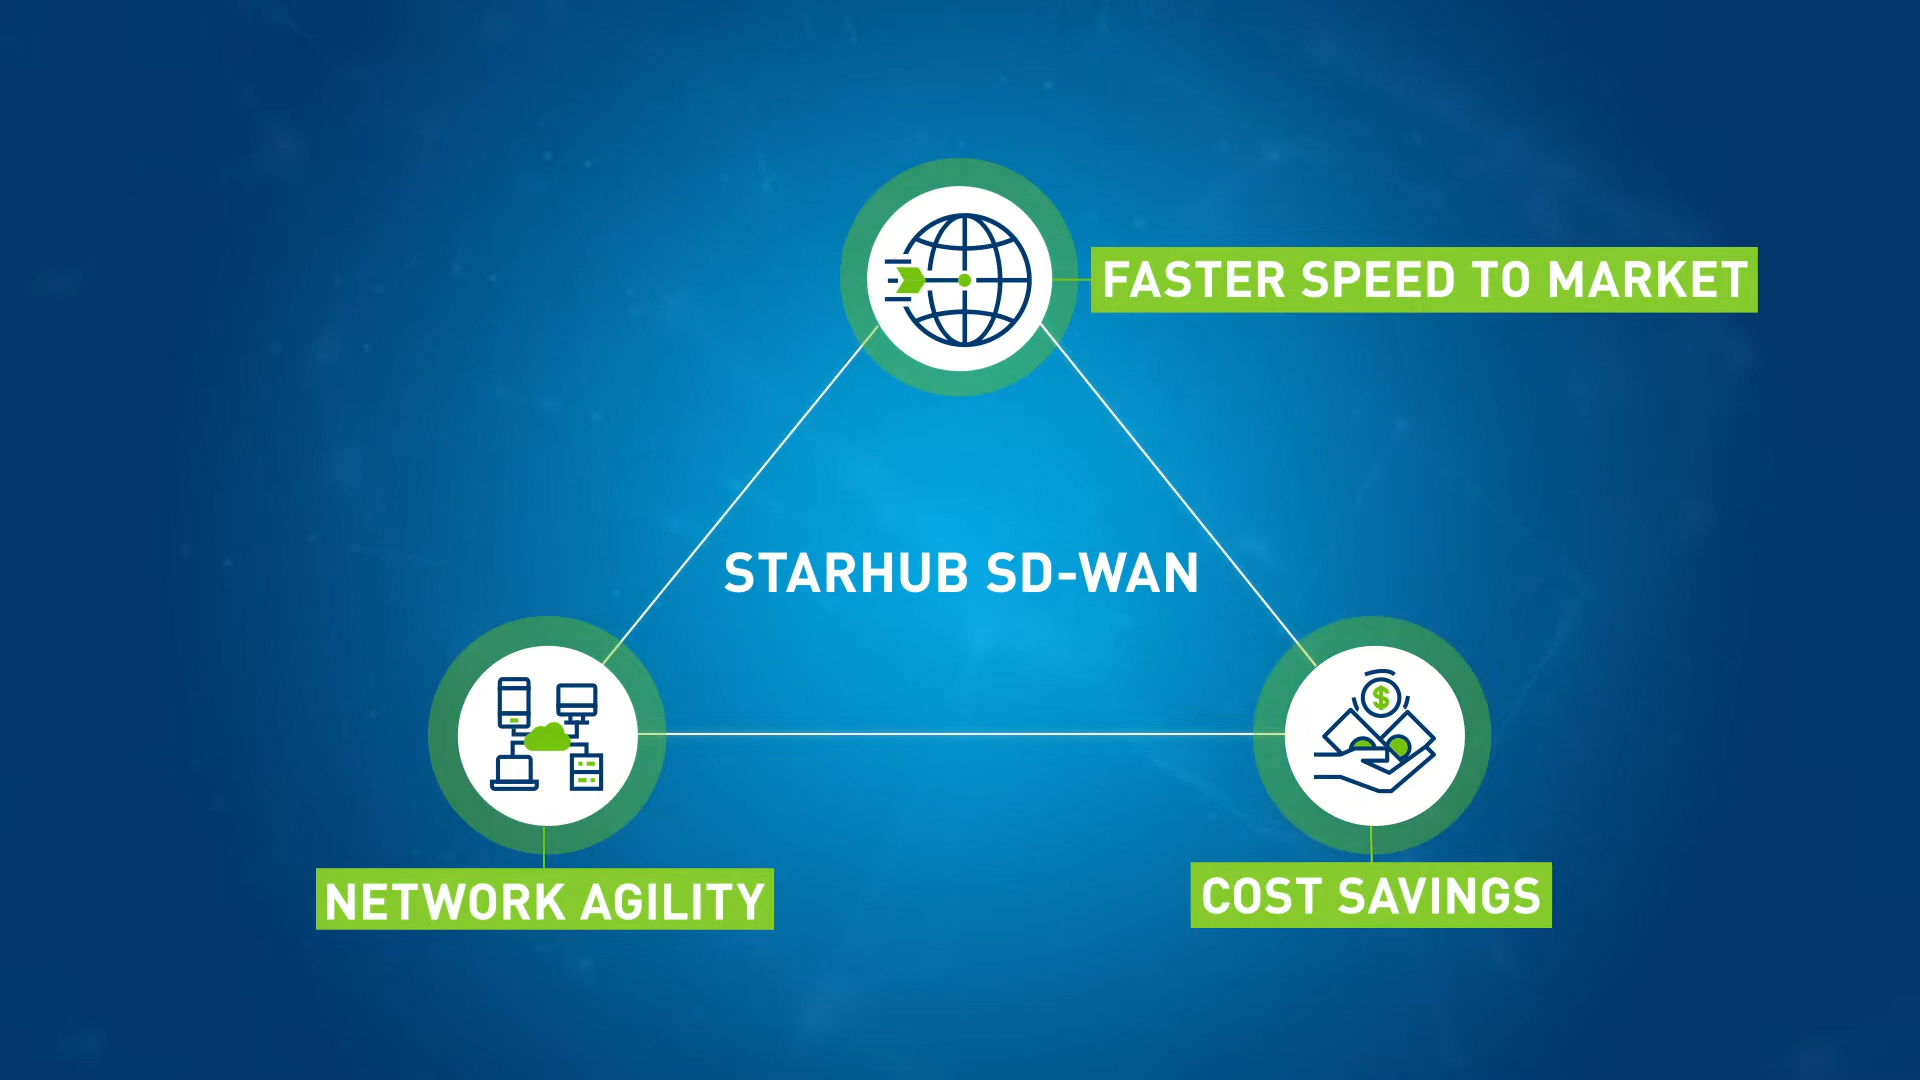 FASTER SPEED TO MARKET
STARHUB SD-WAN
NETWORK AGILITY
COST SAVINGS
$